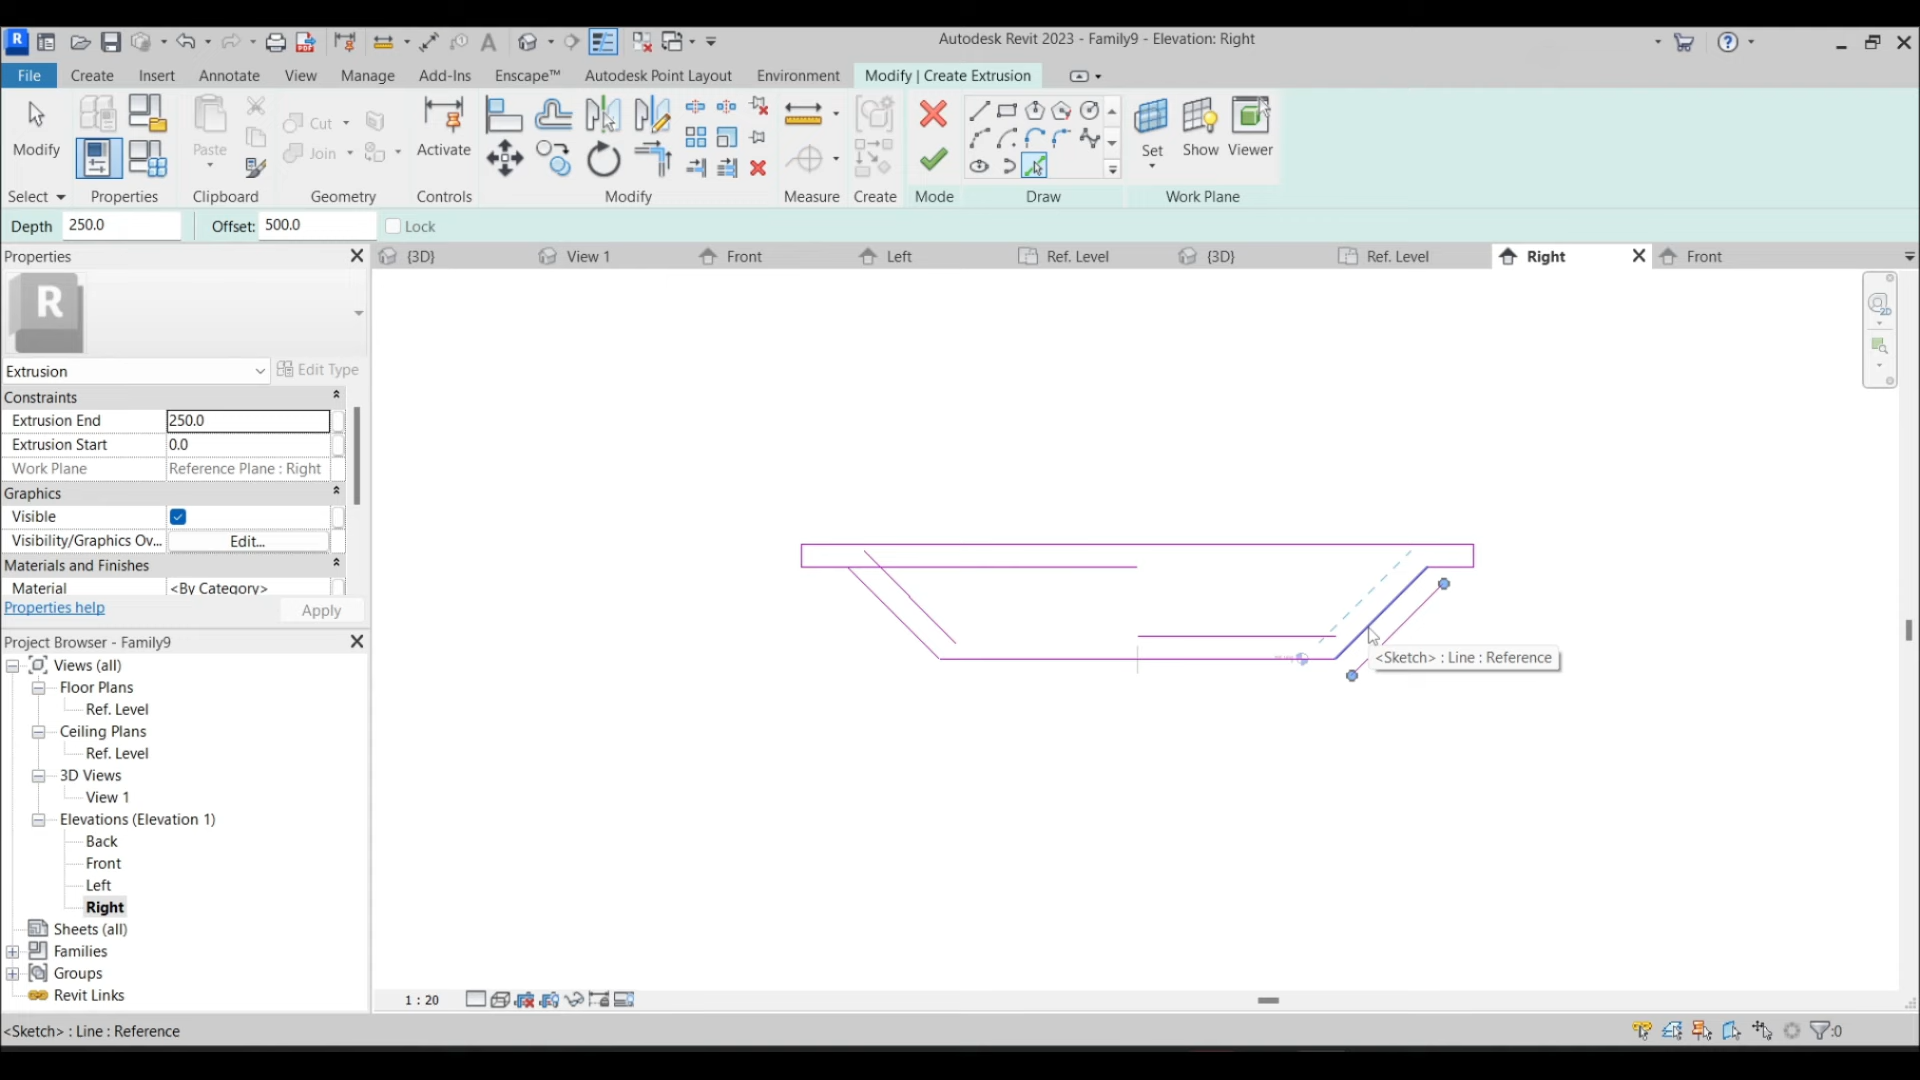 R
Autodesk Revit 2023 - Family9 - Elevation: Right
File Create Insert Annotate View Manage Add-Ins Enscape™ Autodesk Point Layout Environment Modify | Create Extrusion
Modify
Paste
Cut
Join
Activate
Set
Show
Viewer
Select Properties Clipboard Geometry Controls Modify Measure Create Mode Draw Work Plane
Depth 250.0 Offset: 500.0 Lock
Properties
{3D} View 1 Front Left Ref. Level {3D} Ref. Level Right Front
R
2D
Extrusion Edit Type
Constraints
Extrusion End 250.0
Extrusion Start 0.0
Work Plane Reference Plane : Right
Graphics
Visible
Visibility/Graphics Ov... Edit...
Materials and Finishes
Material <By Category>
Properties help Apply
Project Browser - Family9
Views (all)
Floor Plans
Ref. Level
Ceiling Plans
Ref. Level
3D Views
View 1
Elevations (Elevation 1)
Back
Front
Left
Right
Sheets (all)
Families
Groups
Revit Links
<Sketch> : Line : Reference
1 : 20
<Sketch> : Line : Reference
:0